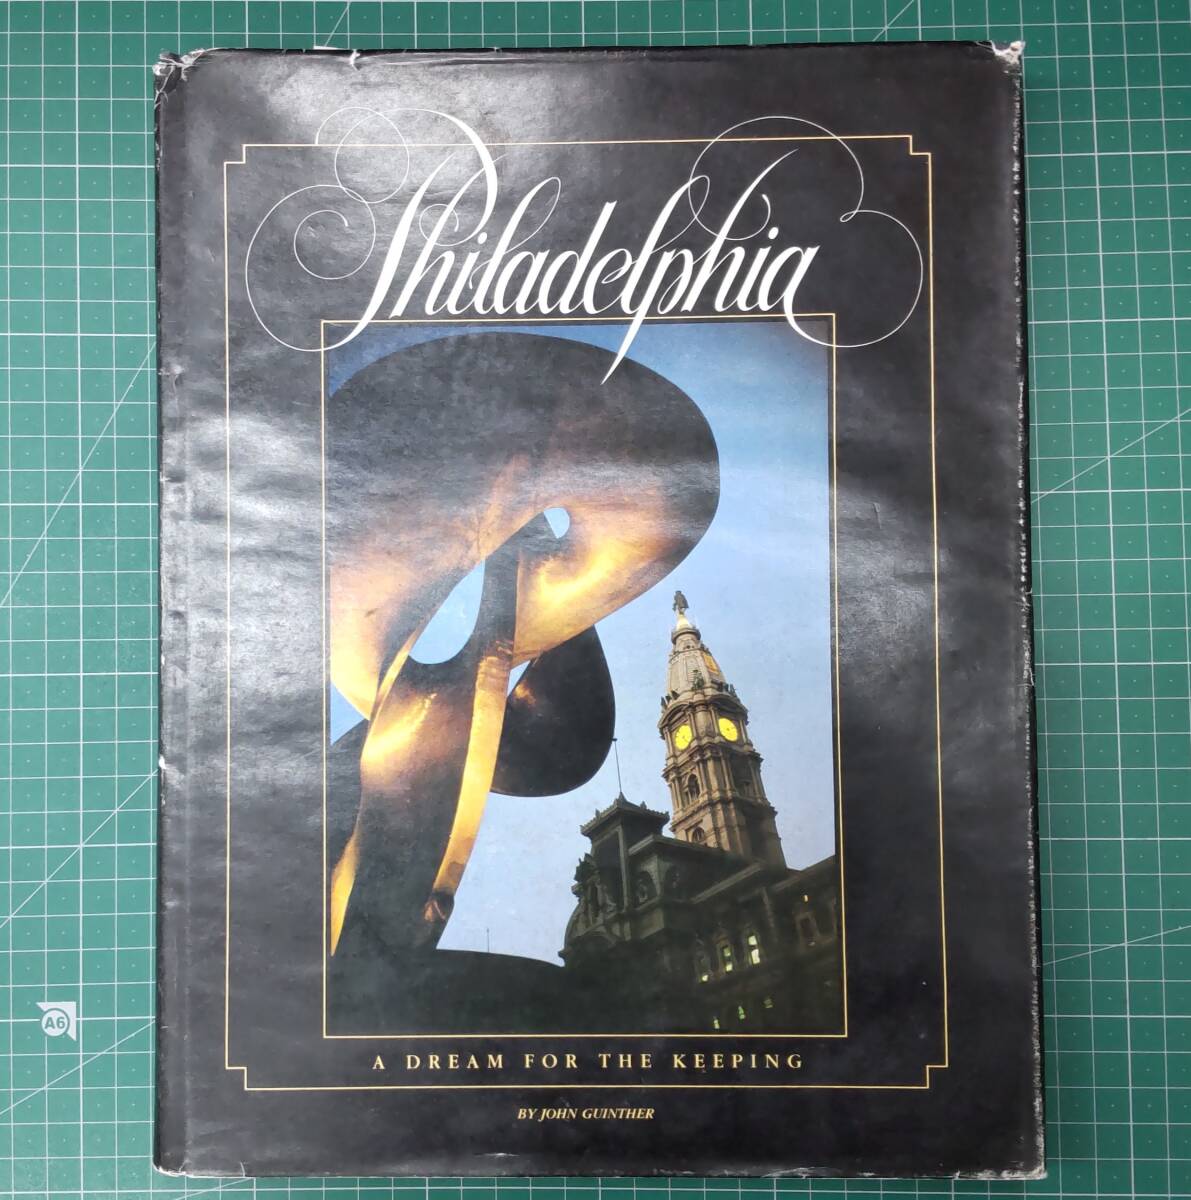 Philadelphia
A DREAM FOR THE KEEPING
BY JOHN GUINTHER
A6